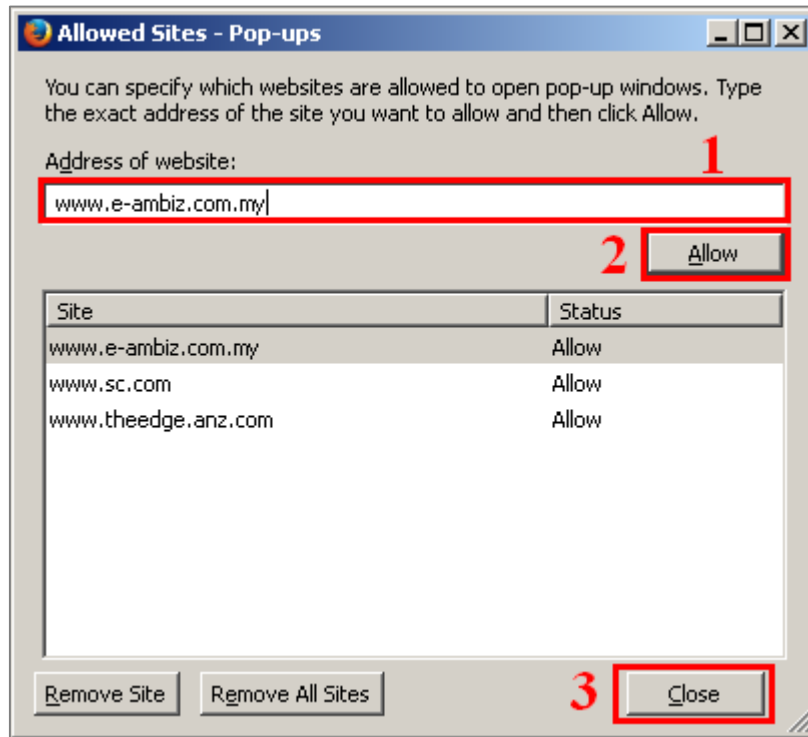 Allowed Sites - Pop-ups
You can specify which websites are allowed to open pop-up windows. Type
the exact address of the site you want to allow and then click Allow.
Address of website:
1
www.e-ambiz.com.my
2
Allow
Site Status
www.e-ambiz.com.my Allow
www.sc.com Allow
www.theedge.anz.com Allow
Remove Site Remove All Sites 3 Close